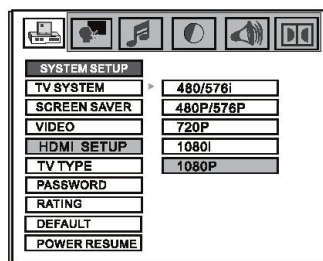 SYSTEM SETUP
TV SYSTEM
SCREEN SAVER
VIDEO
HDMI SETUP
TV TYPE
PASSWORD
RATING
DEFAULT
POWER RESUME
480/576i
480P/576P
720P
1080I
1080P